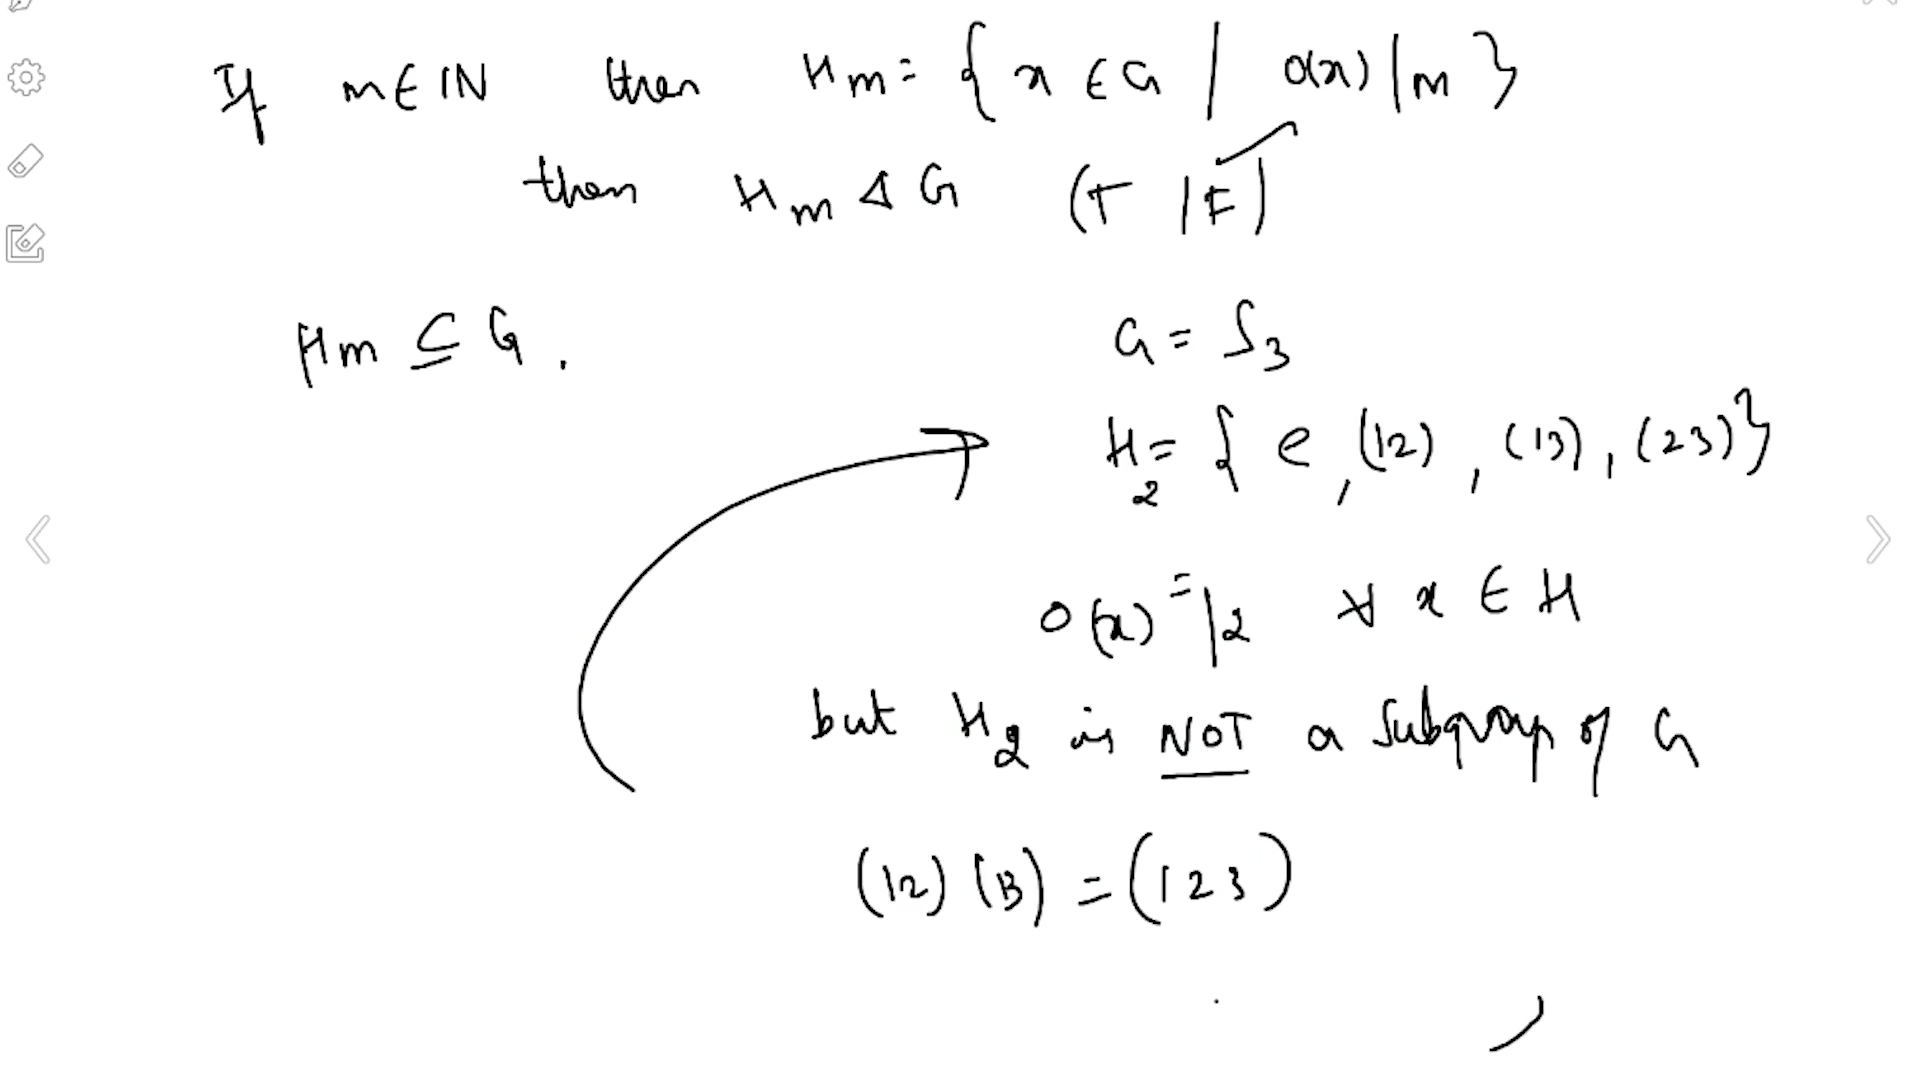 If m ∈ IN then Hm = { x ∈ G | o(x) | m }
then Hm ⊲ G (T / F)
Hm ⊆ G.
G = S3
H2 = { e, (12), (13), (23) }
o(x) = | 2 ∀ x ∈ H
but H2 is NOT a subgroup of G
(12) (13) = (123)